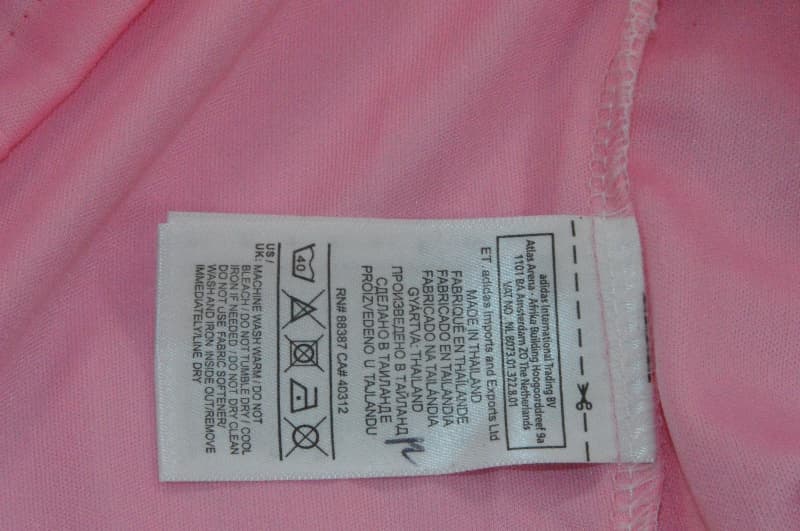 adidas International Trading BV
Atlas Arena - Afrika Building Hoogoorddreef 9a
1101 BA Amsterdam ZO The Netherlands
VAT NO. NL 8073.01.322.B.01
ET: adidas Imports and Exports Ltd
MADE IN THAILAND
FABRIQUÉ EN THAÏLANDE
FABRICADO EN TAILANDIA
FABRICADO NA TAILANDIA
GYÁRTVA: THAILAND
ПРОИЗВЕДЕНО В ТАЙЛАНД
СДЕЛАНО В ТАИЛАНДЕ
PROIZVEDENO U TAJLANDU
RN# 88387 CA# 40312
40
US /
UK: MACHINE WASH WARM / DO NOT
BLEACH / DO NOT TUMBLE DRY / COOL
IRON IF NEEDED / DO NOT DRY CLEAN
DO NOT USE FABRIC SOFTENER/
WASH AND IRON INSIDE OUT/REMOVE
IMMEDIATELY/LINE DRY